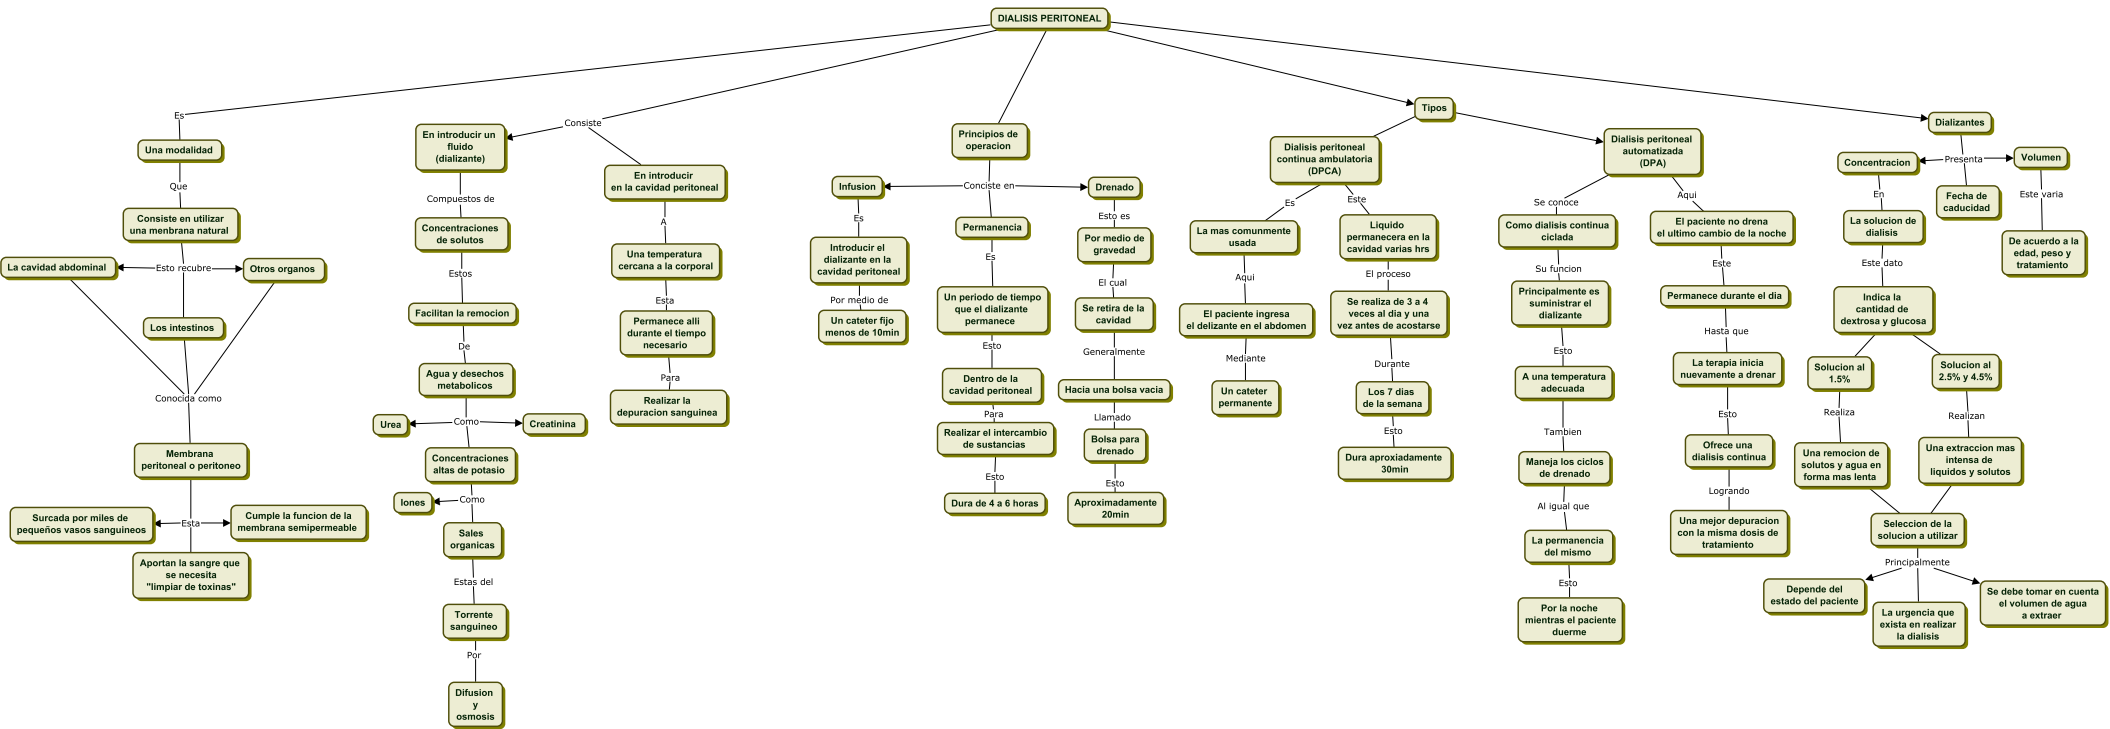 DIALISIS PERITONEAL
Es
Una modalidad
Que
Consiste en utilizar
una menbrana natural
Esto recubre
La cavidad abdominal
Otros organos
Los intestinos
Conocida como
Membrana
peritoneal o peritoneo
Esta
Surcada por miles de
pequeños vasos sanguineos
Cumple la funcion de la
membrana semipermeable
Aportan la sangre que
se necesita
"limpiar de toxinas"
Consiste
En introducir un
fluido
(dializante)
Compuestos de
Concentraciones
de solutos
Estos
Facilitan la remocion
De
Agua y desechos
metabolicos
Como
Urea
Creatinina
Concentraciones
altas de potasio
Como
Iones
Sales
organicas
Estas del
Torrente
sanguineo
Por
Difusion
y
osmosis
En introducir
en la cavidad peritoneal
A
Una temperatura
cercana a la corporal
Esta
Permanece alli
durante el tiempo
necesario
Para
Realizar la
depuracion sanguinea
Principios de
operacion
Conciste en
Infusion
Es
Introducir el
dializante en la
cavidad peritoneal
Por medio de
Un cateter fijo
menos de 10min
Permanencia
Es
Un periodo de tiempo
que el dializante
permanece
Esto
Dentro de la
cavidad peritoneal
Para
Realizar el intercambio
de sustancias
Esto
Dura de 4 a 6 horas
Drenado
Esto es
Por medio de
gravedad
El cual
Se retira de la
cavidad
Generalmente
Hacia una bolsa vacia
Llamado
Bolsa para
drenado
Esto
Aproximadamente
20min
Tipos
Dialisis peritoneal
continua ambulatoria
(DPCA)
Es
La mas comunmente
usada
Aqui
El paciente ingresa
el delizante en el abdomen
Mediante
Un cateter
permanente
Este
Liquido
permanecera en la
cavidad varias hrs
El proceso
Se realiza de 3 a 4
veces al dia y una
vez antes de acostarse
Durante
Los 7 dias
de la semana
Esto
Dura aproxiadamente
30min
Dialisis peritoneal
automatizada
(DPA)
Se conoce
Como dialisis continua
ciclada
Su funcion
Principalmente es
suministrar el
dializante
Esto
A una temperatura
adecuada
Tambien
Maneja los ciclos
de drenado
Al igual que
La permanencia
del mismo
Esto
Por la noche
mientras el paciente
duerme
Aqui
El paciente no drena
el ultimo cambio de la noche
Este
Permanece durante el dia
Hasta que
La terapia inicia
nuevamente a drenar
Esto
Ofrece una
dialisis continua
Logrando
Una mejor depuracion
con la misma dosis de
tratamiento
Dializantes
Presenta
Concentracion
En
La solucion de
dialisis
Este dato
Indica la
cantidad de
dextrosa y glucosa
Solucion al
1.5%
Realiza
Una remocion de
solutos y agua en
forma mas lenta
Solucion al
2.5% y 4.5%
Realizan
Una extraccion mas
intensa de
liquidos y solutos
Seleccion de la
solucion a utilizar
Principalmente
Depende del
estado del paciente
La urgencia que
exista en realizar
la dialisis
Se debe tomar en cuenta
el volumen de agua
a extraer
Fecha de
caducidad
Volumen
Este varia
De acuerdo a la
edad, peso y
tratamiento